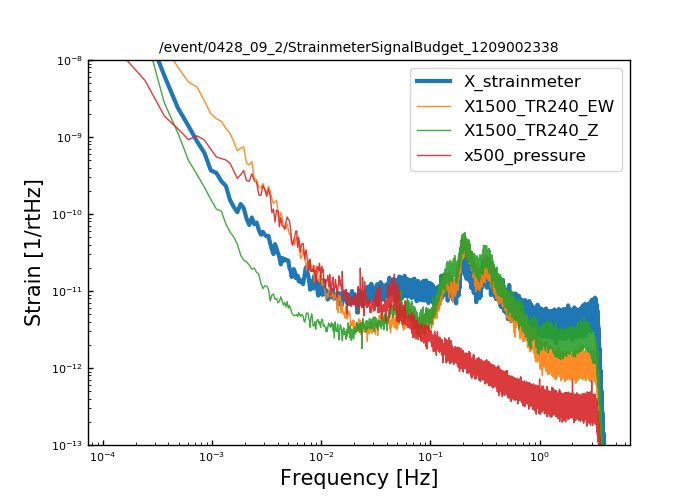 /event/0428_09_2/StrainmeterSignalBudget_1209002338
X_strainmeter
X1500_TR240_EW
X1500_TR240_Z
x500_pressure
Strain [1/rtHz]
10⁻⁸
10⁻⁹
10⁻¹⁰
10⁻¹¹
10⁻¹²
10⁻¹³
10⁻⁴ 10⁻³ 10⁻² 10⁻¹ 10⁰
Frequency [Hz]